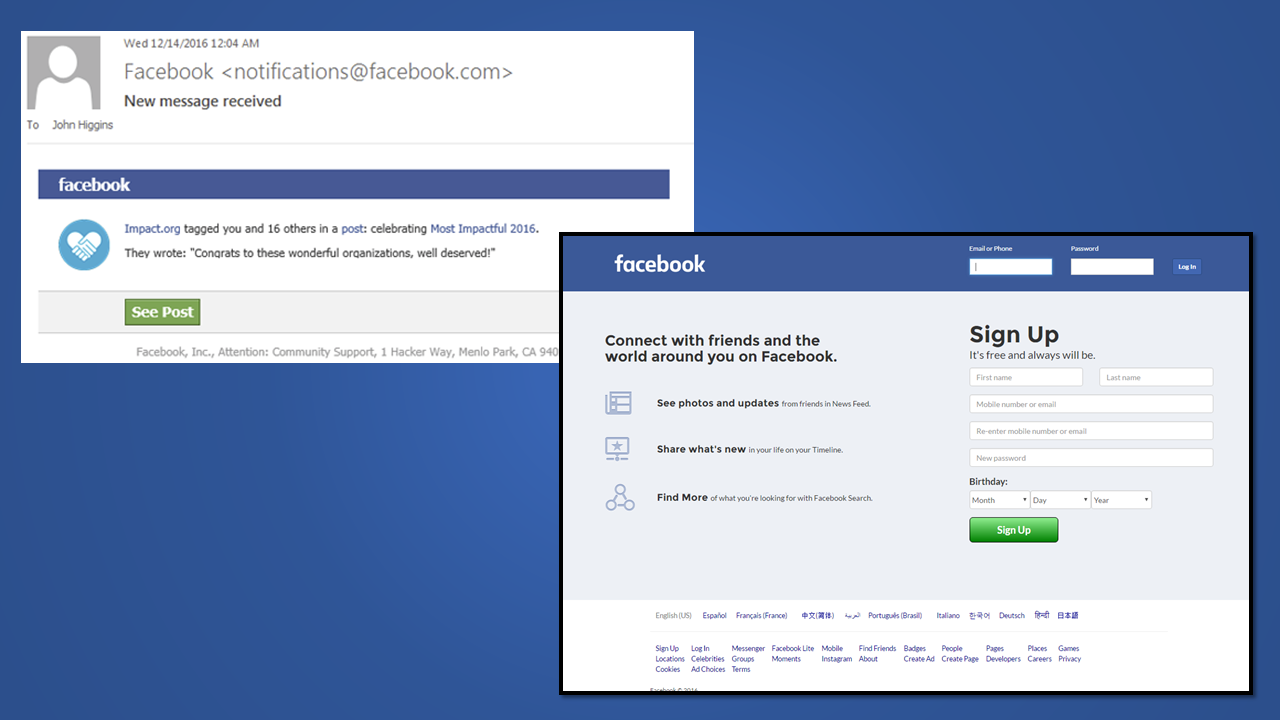 Wed 12/14/2016 12:04 AM
Facebook <notifications@facebook.com>
New message received
To John Higgins
facebook
Impact.org tagged you and 16 others in a post: celebrating Most Impactful 2016.
They wrote: "Congrats to these wonderful organizations, well deserved!"
See Post
Facebook, Inc., Attention: Community Support, 1 Hacker Way, Menlo Park, CA 940
facebook
Email or Phone Password
Log In
Connect with friends and the
world around you on Facebook.
See photos and updates from friends in News Feed.
Share what's new in your life on your Timeline.
Find More of what you're looking for with Facebook Search.
Sign Up
It's free and always will be.
First name Last name
Mobile number or email
Re-enter mobile number or email
New password
Birthday:
Month Day Year
Sign Up
English (US) Español Français (France) 中文(简体) العربية Português (Brasil) Italiano 한국어 Deutsch हिन्दी 日本語
Sign Up Log In Messenger Facebook Lite Mobile Find Friends Badges People Pages Places Games
Locations Celebrities Groups Moments Instagram About Create Ad Create Page Developers Careers Privacy
Cookies Ad Choices Terms
Facebook © 2016